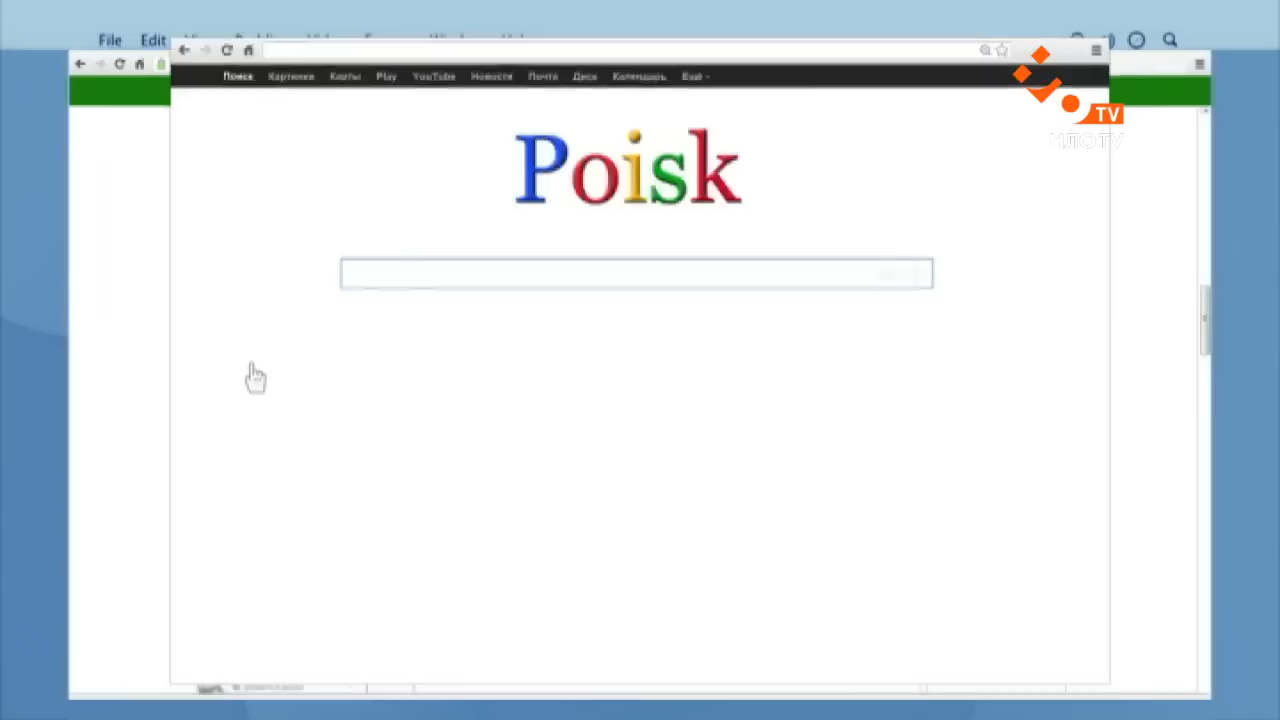 File Edit
Поиск Картинки Карты Play YouTube Новости Почта Диск Календарь Ещё
TV
НЛО TV
Poisk